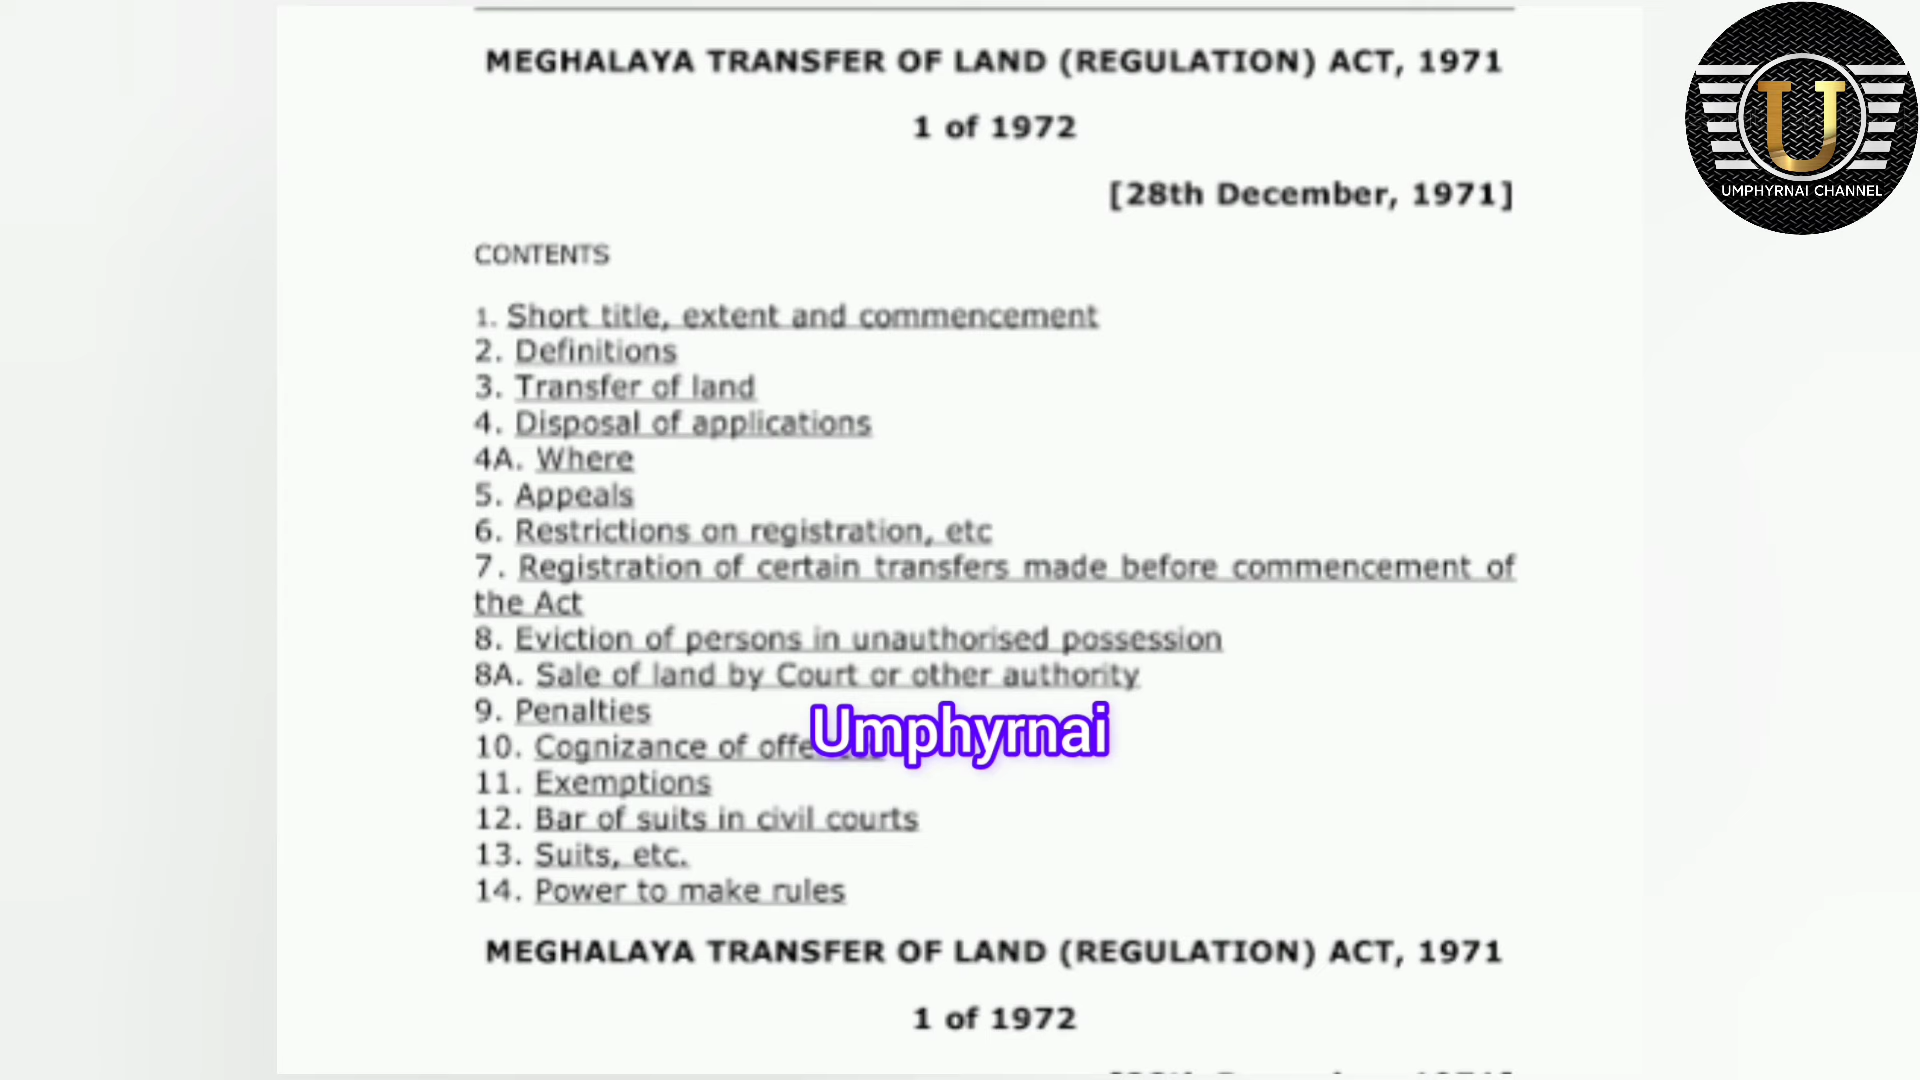 MEGHALAYA TRANSFER OF LAND (REGULATION) ACT, 1971
1 of 1972
[28th December, 1971]
CONTENTS
1. Short title, extent and commencement
2. Definitions
3. Transfer of land
4. Disposal of applications
4A. Where
5. Appeals
6. Restrictions on registration, etc
7. Registration of certain transfers made before commencement of
the Act
8. Eviction of persons in unauthorised possession
8A. Sale of land by Court or other authority
9. Penalties
10. Cognizance of
11. Exemptions
12. Bar of suits in civil courts
13. Suits, etc.
14. Power to make rules
MEGHALAYA TRANSFER OF LAND (REGULATION) ACT, 1971
1 of 1972
Umphyrnai
U
UMPHYRNAI CHANNEL